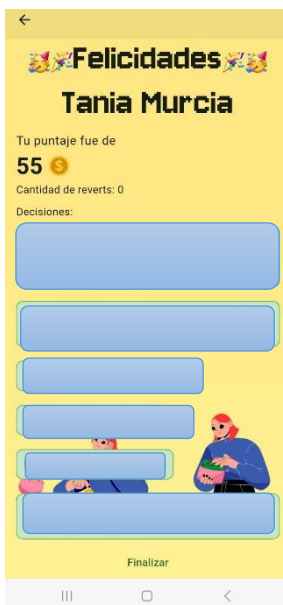 Felicidades
Tania Murcia
Tu puntaje fue de
55
Cantidad de reverts: 0
Decisiones:
Finalizar